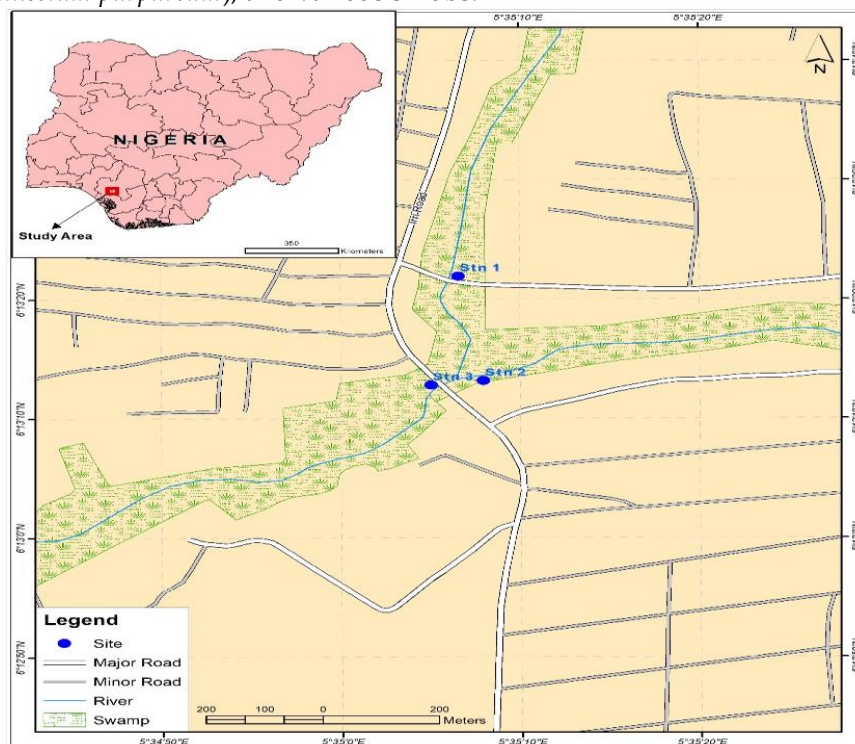 5°35'10"E 5°35'20"E
N
NIGERIA
Study Area
350
Kilometers
Stn 1
Stn 2
Stn 3
6°13'20"N
6°13'10"N
6°13'0"N
6°12'50"N
Legend
Site
Major Road
Minor Road
River
Swamp
200 100 0 200
Meters
5°34'50"E 5°35'0"E 5°35'10"E 5°35'20"E